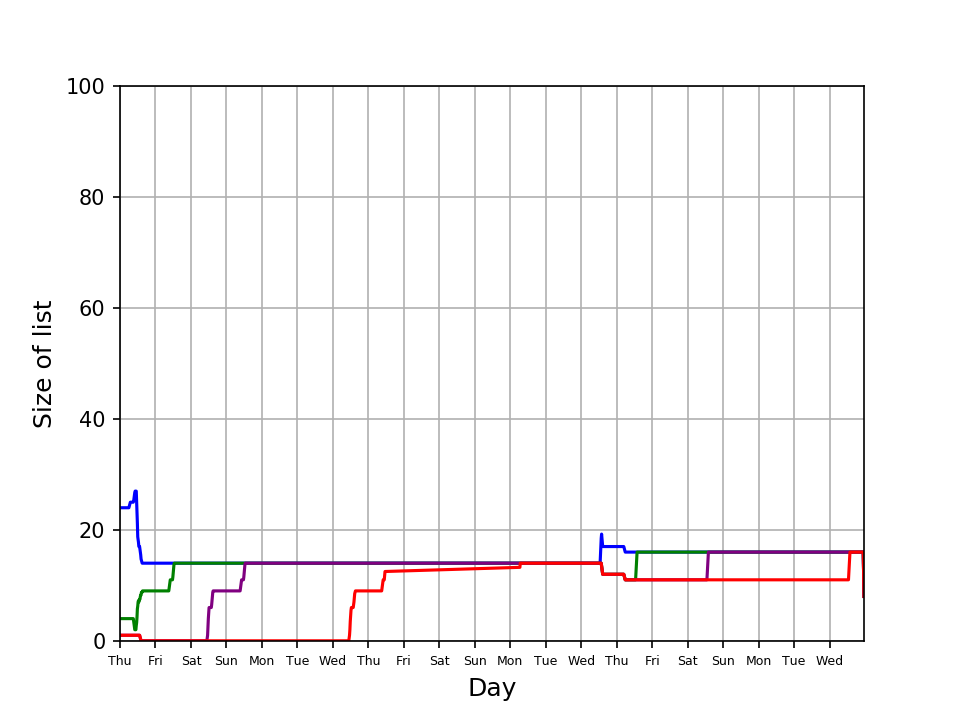 100
80
60
40
20
0
Size of list
Thu Fri Sat Sun Mon Tue Wed Thu Fri Sat Sun Mon Tue Wed Thu Fri Sat Sun Mon Tue Wed
Day